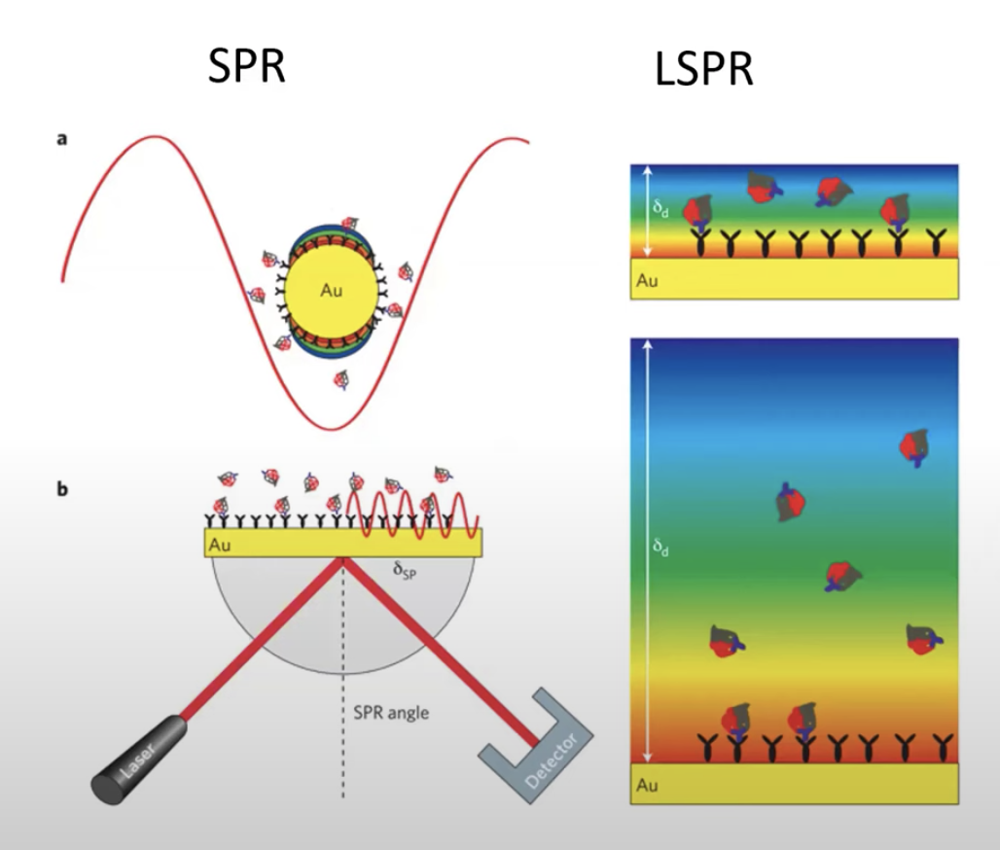 SPR
LSPR
a
Au
δd
Au
b
Au
δSP
SPR angle
Laser
Detector
δd
Au